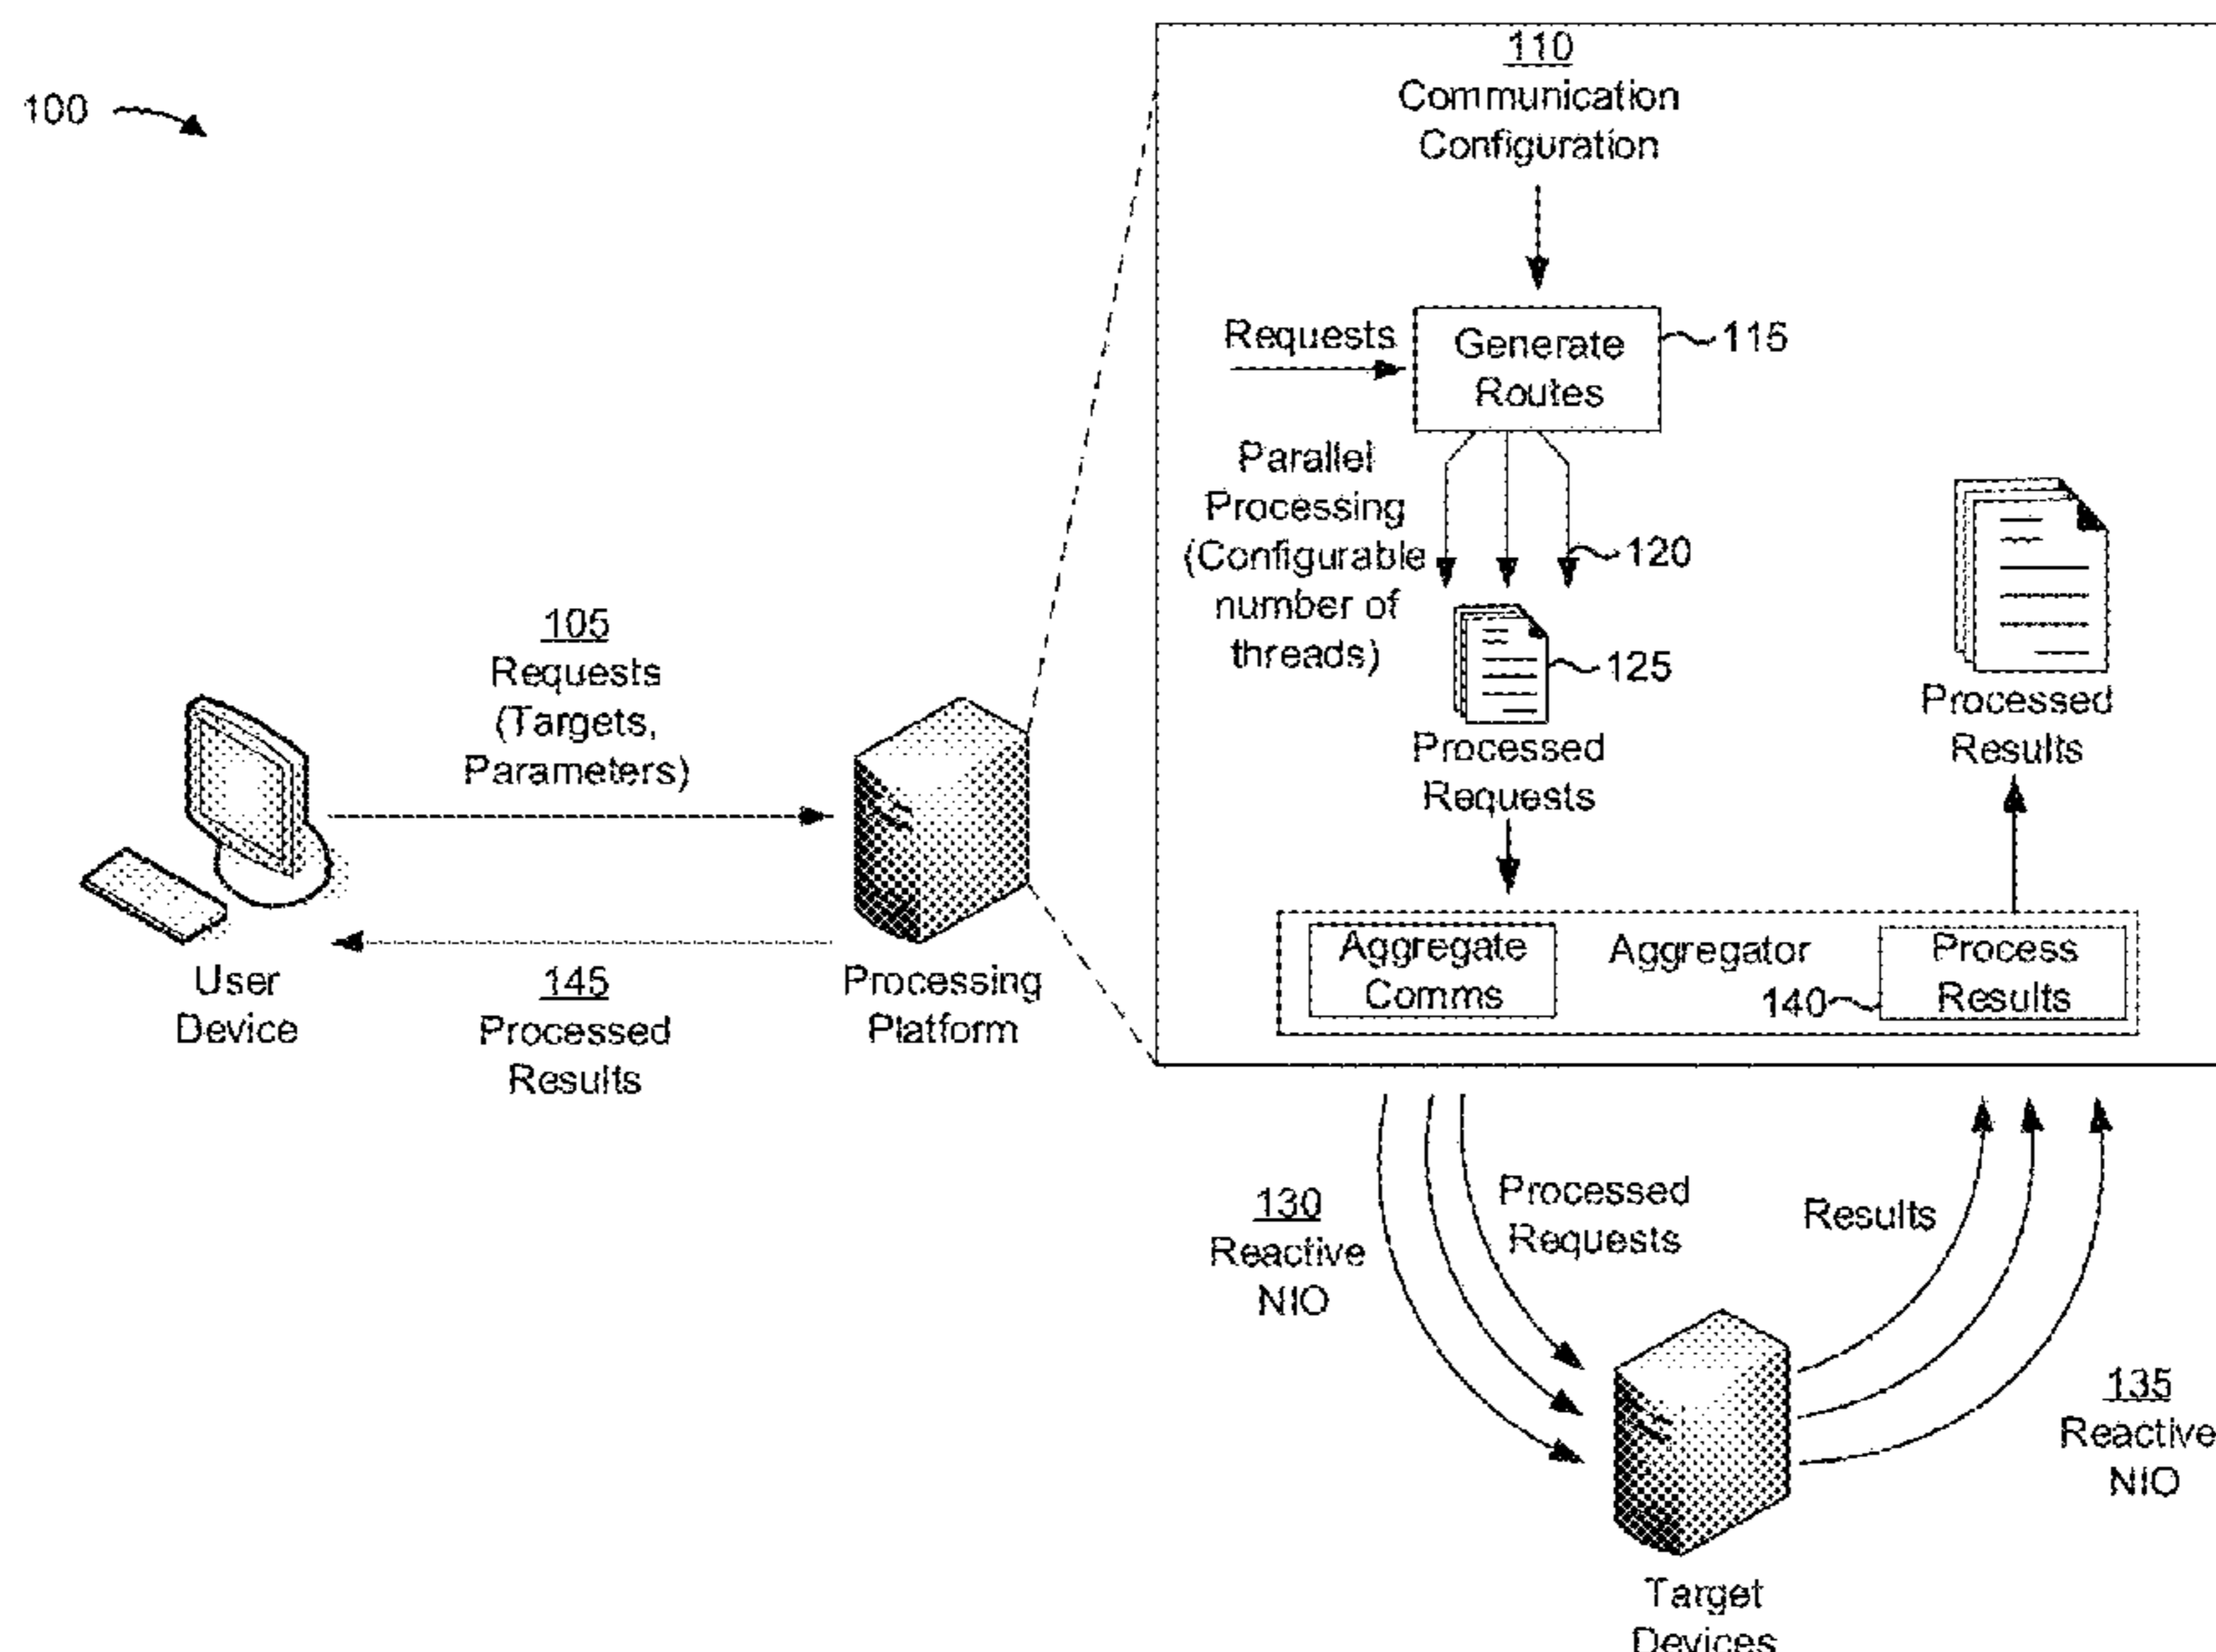 100
110
Communication
Configuration
Requests
Generate
Routes
115
Parallel
Processing
(Configurable
number of
threads)
120
125
Processed
Requests
Processed
Results
105
Requests
(Targets,
Parameters)
User
Device
145
Processed
Results
Processing
Platform
Aggregate
Comms
Aggregator
140
Process
Results
130
Reactive
NIO
Processed
Requests
Results
135
Reactive
NIO
Target
Devices